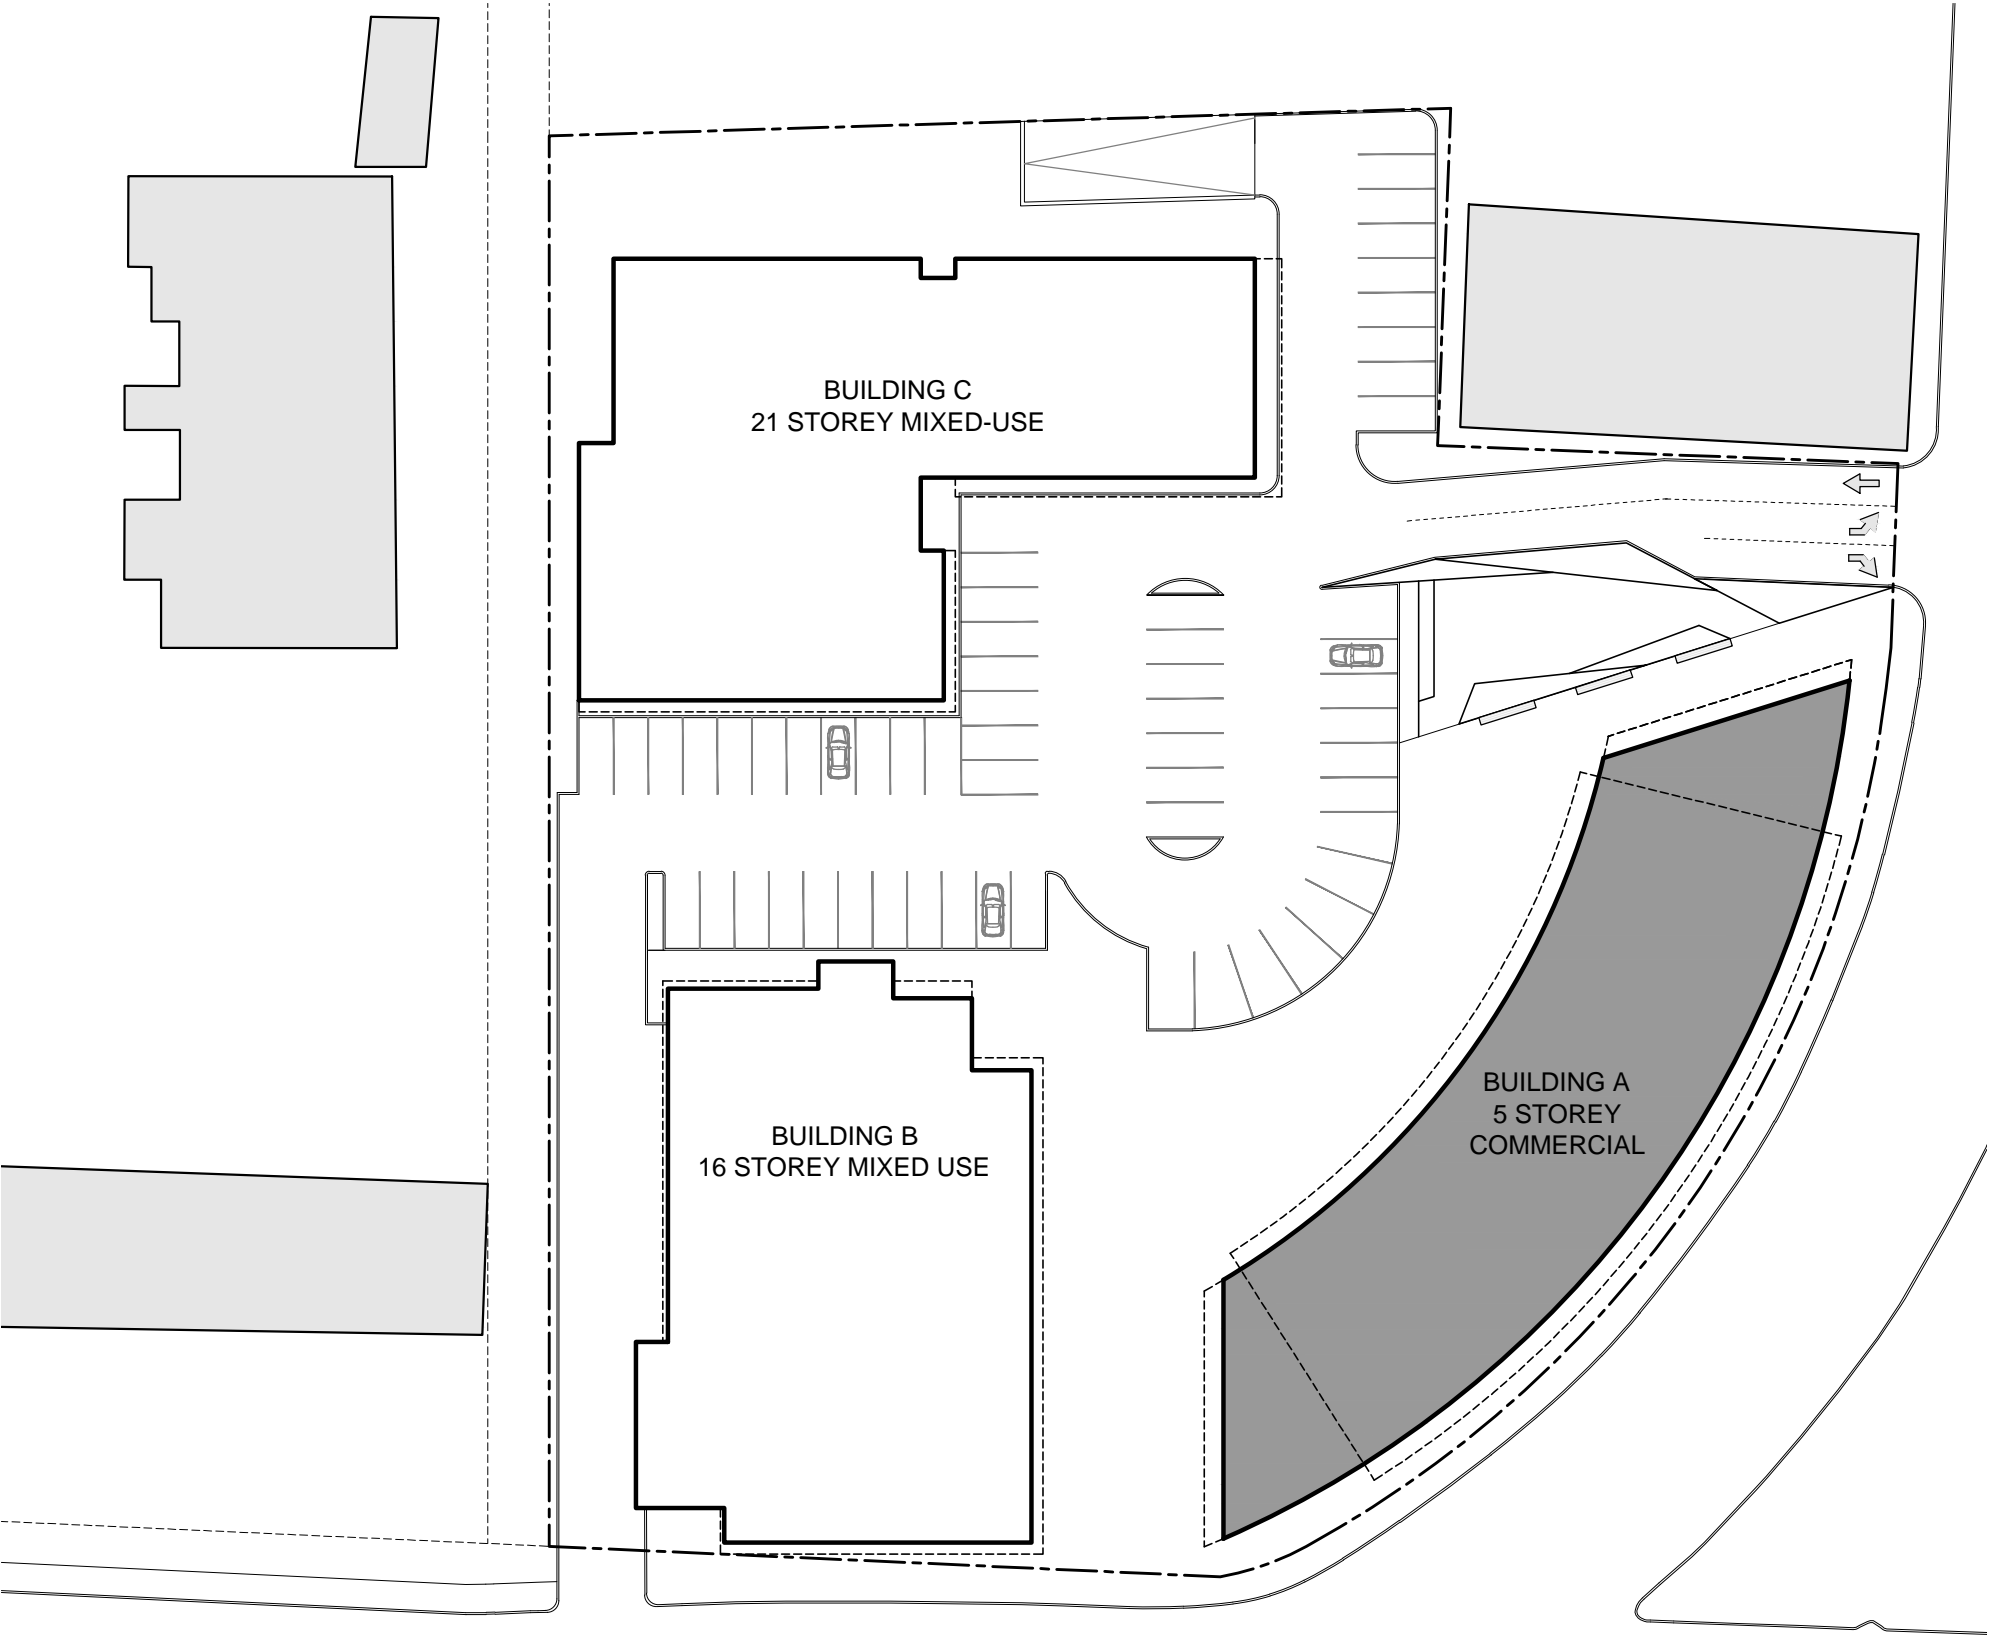 BUILDING C
21 STOREY MIXED-USE
BUILDING A
5 STOREY
COMMERCIAL
BUILDING B
16 STOREY MIXED USE